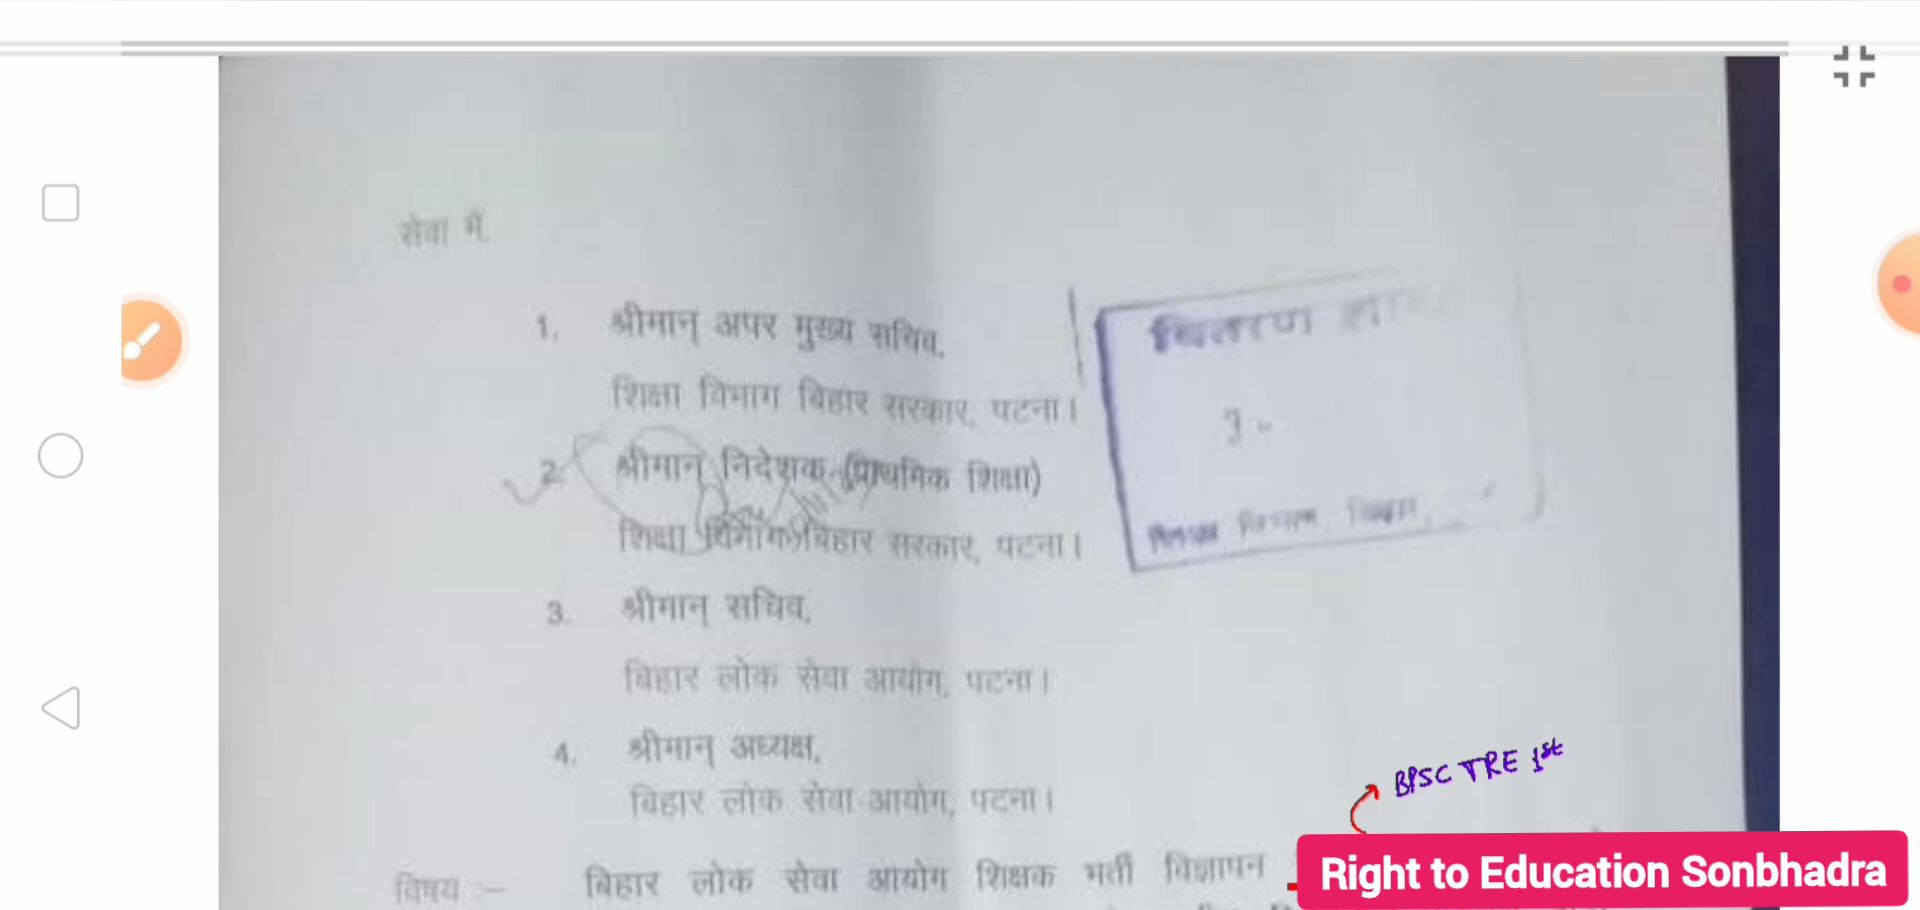 सेवा में,
1. श्रीमान् अपर मुख्य सचिव,
शिक्षा विभाग बिहार सरकार, पटना।
2. श्रीमान् निदेशक (प्राथमिक शिक्षा)
शिक्षा विभाग बिहार सरकार, पटना।
3. श्रीमान् सचिव,
बिहार लोक सेवा आयोग, पटना।
4. श्रीमान् अध्यक्ष,
बिहार लोक सेवा आयोग, पटना।
विषय :- बिहार लोक सेवा आयोग शिक्षक भर्ती विज्ञापन
वितरण
BPSC TRE 1st
Right to Education Sonbhadra